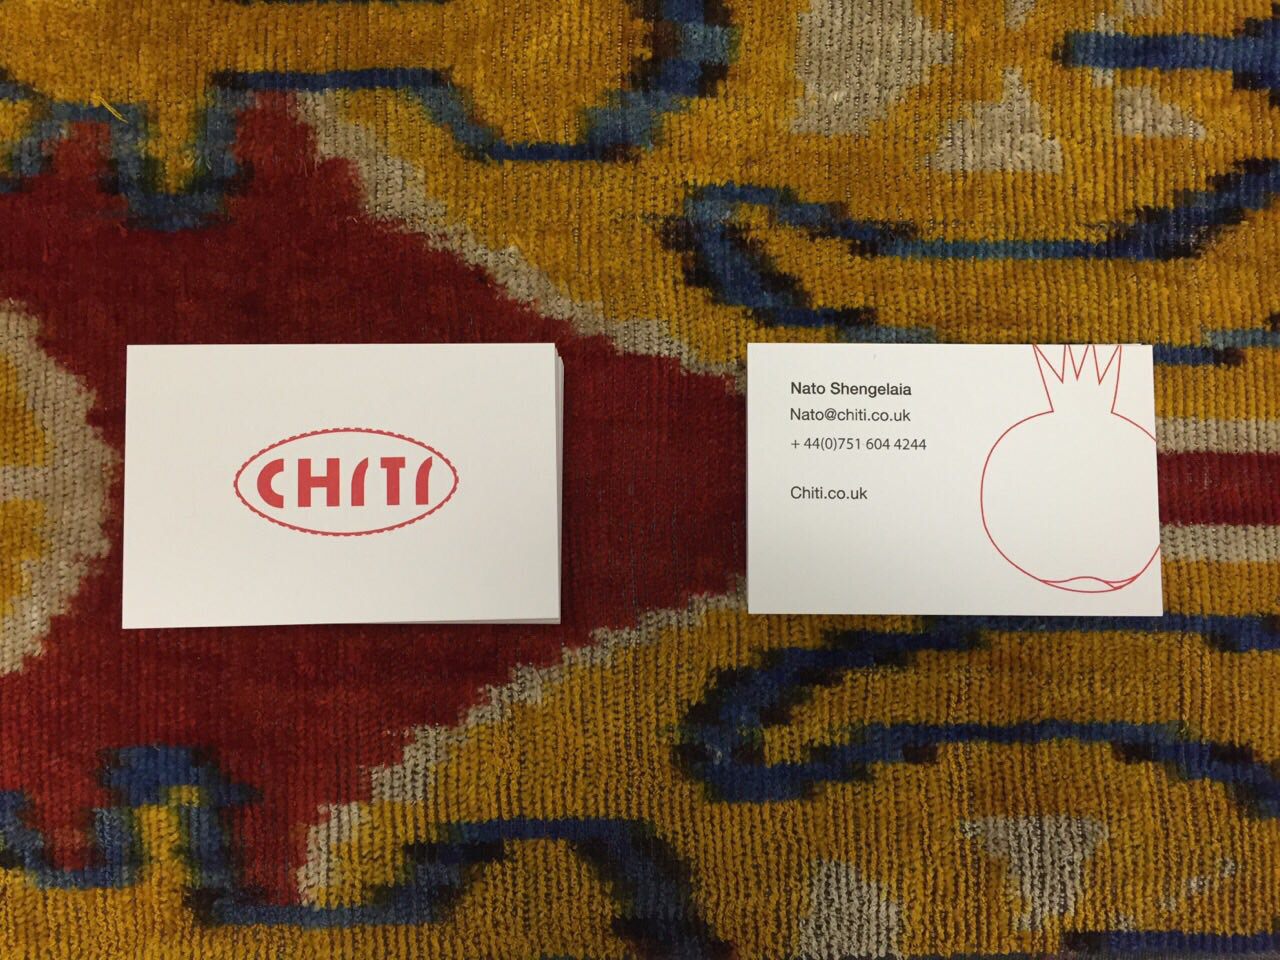 CHITI
Nato Shengelaia
Nato@chiti.co.uk
+ 44(0)751 604 4244
Chiti.co.uk